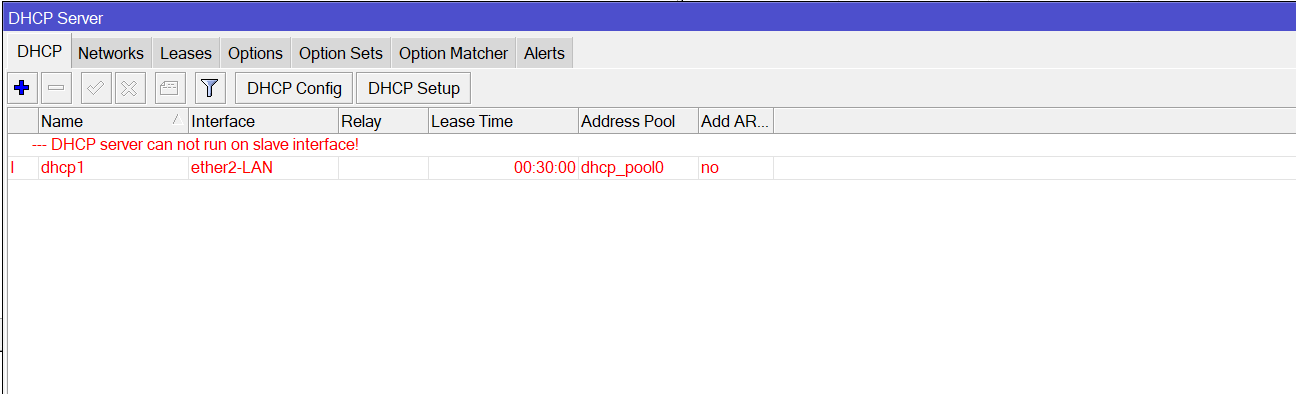 DHCP Server
DHCP Networks Leases Options Option Sets Option Matcher Alerts
DHCP Config DHCP Setup
Name Interface Relay Lease Time Address Pool Add AR...
--- DHCP server can not run on slave interface!
I dhcp1 ether2-LAN 00:30:00 dhcp_pool0 no